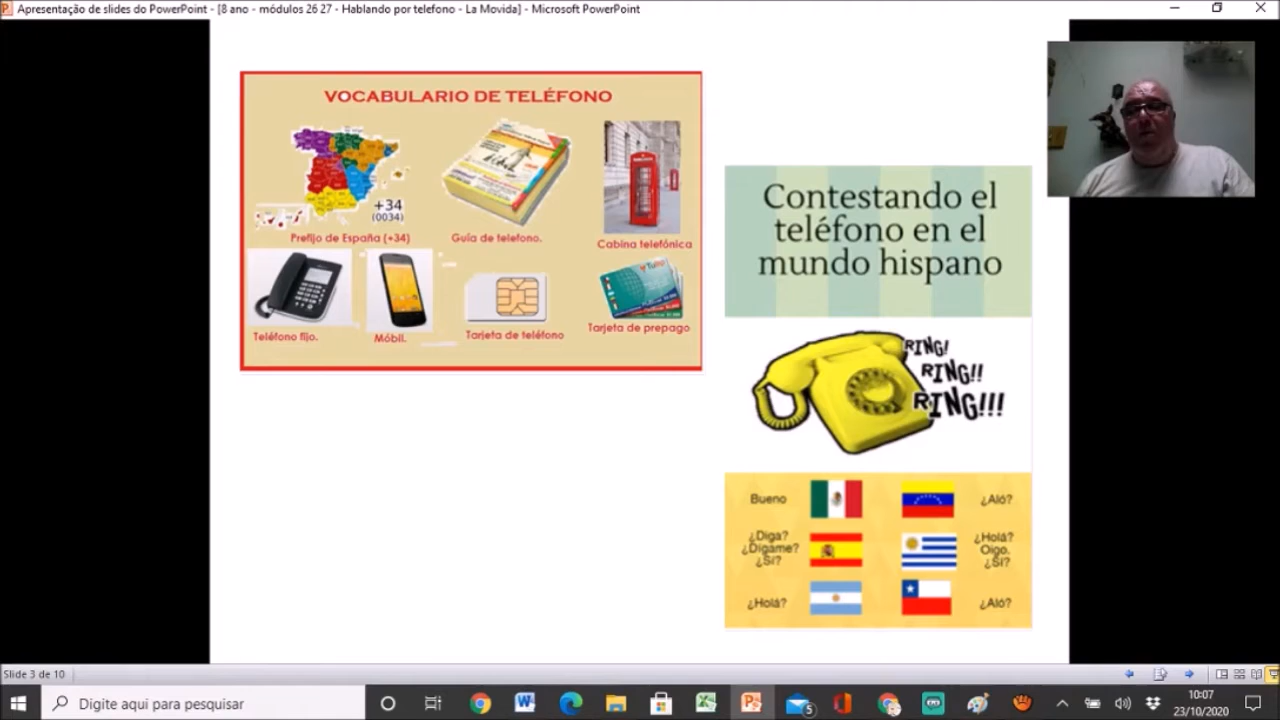 Apresentação de slides do PowerPoint - [8 ano - módulos 26 27 - Hablando por telefono - La Movida] - Microsoft PowerPoint
VOCABULARIO DE TELÉFONO
+34
(0034)
Prefijo de España (+34)
Guía de telefono.
Cabina telefónica
Teléfono fijo.
Móbil.
Tarjeta de teléfono
Tarjeta de prepago
Contestando el
teléfono en el
mundo hispano
RING!
RING!!
RING!!!
Bueno
¿Aló?
¿Diga?
¿Dígame?
¿Sí?
¿Holá?
Oigo.
¿Sí?
¿Holá?
¿Aló?
Slide 3 de 10
Digite aqui para pesquisar
5
10:07
23/10/2020